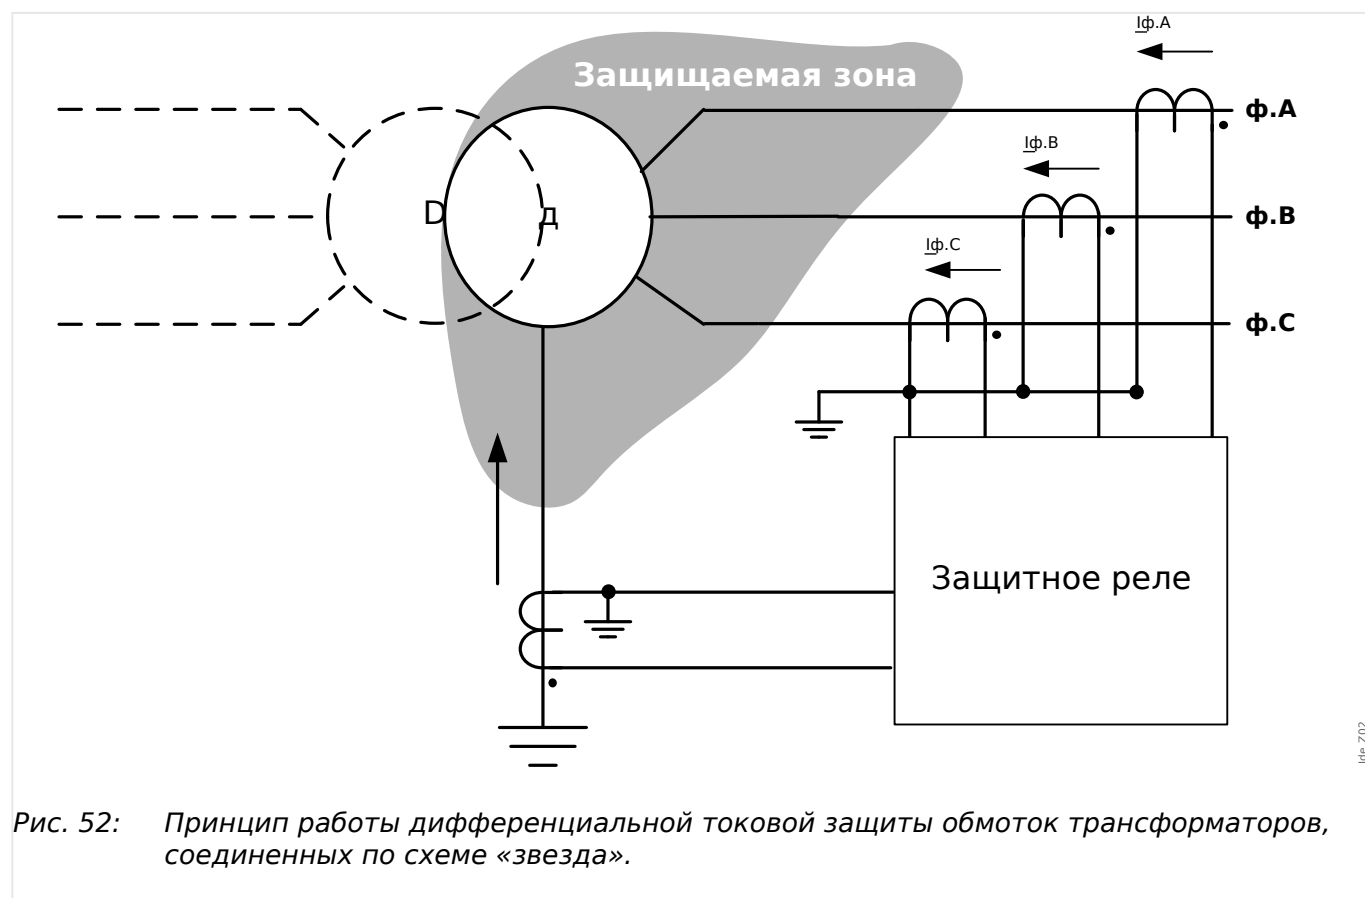 Iф.A
Защищаемая зона
ф.A
Iф.B
D
д
ф.B
Iф.C
ф.C
Защитное реле
Ide_Z02
Рис. 52: Принцип работы дифференциальной токовой защиты обмоток трансформаторов,
соединенных по схеме «звезда».